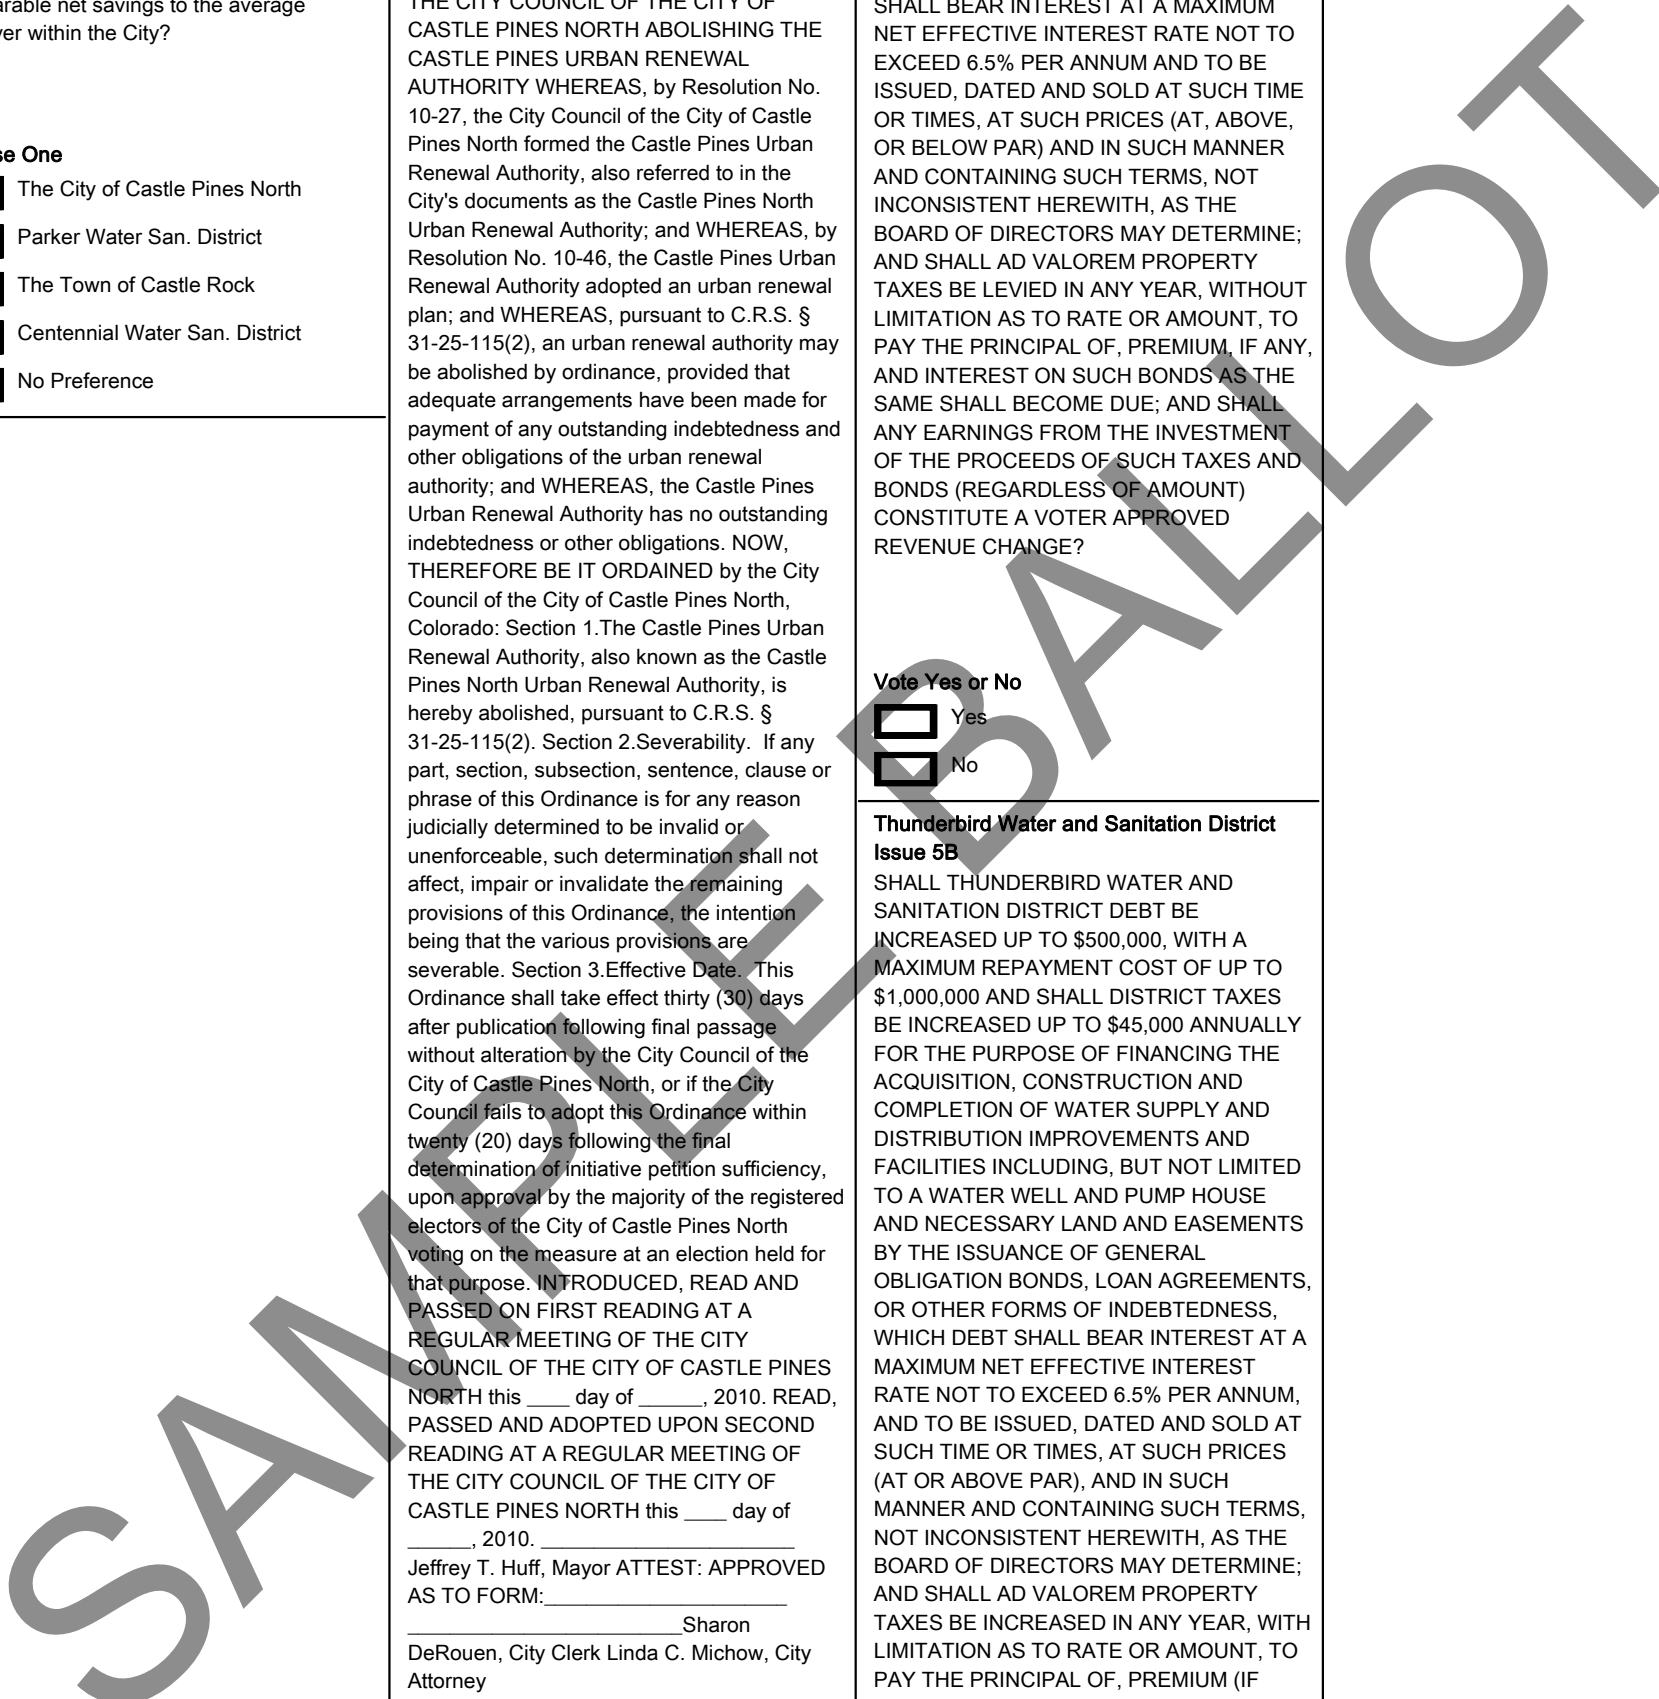 arable net savings to the average
er within the City?
se One
The City of Castle Pines North
Parker Water San. District
The Town of Castle Rock
Centennial Water San. District
No Preference
THE CITY COUNCIL OF THE CITY OF
CASTLE PINES NORTH ABOLISHING THE
CASTLE PINES URBAN RENEWAL
AUTHORITY WHEREAS, by Resolution No.
10-27, the City Council of the City of Castle
Pines North formed the Castle Pines Urban
Renewal Authority, also referred to in the
City's documents as the Castle Pines North
Urban Renewal Authority; and WHEREAS, by
Resolution No. 10-46, the Castle Pines Urban
Renewal Authority adopted an urban renewal
plan; and WHEREAS, pursuant to C.R.S. §
31-25-115(2), an urban renewal authority may
be abolished by ordinance, provided that
adequate arrangements have been made for
payment of any outstanding indebtedness and
other obligations of the urban renewal
authority; and WHEREAS, the Castle Pines
Urban Renewal Authority has no outstanding
indebtedness or other obligations. NOW,
THEREFORE BE IT ORDAINED by the City
Council of the City of Castle Pines North,
Colorado: Section 1.The Castle Pines Urban
Renewal Authority, also known as the Castle
Pines North Urban Renewal Authority, is
hereby abolished, pursuant to C.R.S. §
31-25-115(2). Section 2.Severability.  If any
part, section, subsection, sentence, clause or
phrase of this Ordinance is for any reason
judicially determined to be invalid or
unenforceable, such determination shall not
affect, impair or invalidate the remaining
provisions of this Ordinance, the intention
being that the various provisions are
severable. Section 3.Effective Date.  This
Ordinance shall take effect thirty (30) days
after publication following final passage
without alteration by the City Council of the
City of Castle Pines North, or if the City
Council fails to adopt this Ordinance within
twenty (20) days following the final
determination of initiative petition sufficiency,
upon approval by the majority of the registered
electors of the City of Castle Pines North
voting on the measure at an election held for
that purpose. INTRODUCED, READ AND
PASSED ON FIRST READING AT A
REGULAR MEETING OF THE CITY
COUNCIL OF THE CITY OF CASTLE PINES
NORTH this ____ day of ______, 2010. READ,
PASSED AND ADOPTED UPON SECOND
READING AT A REGULAR MEETING OF
THE CITY COUNCIL OF THE CITY OF
CASTLE PINES NORTH this ____ day of
______, 2010. ________________________
Jeffrey T. Huff, Mayor ATTEST: APPROVED
AS TO FORM:_______________________
__________________________Sharon
DeRouen, City Clerk Linda C. Michow, City
Attorney
SHALL BEAR INTEREST AT A MAXIMUM
NET EFFECTIVE INTEREST RATE NOT TO
EXCEED 6.5% PER ANNUM AND TO BE
ISSUED, DATED AND SOLD AT SUCH TIME
OR TIMES, AT SUCH PRICES (AT, ABOVE,
OR BELOW PAR) AND IN SUCH MANNER
AND CONTAINING SUCH TERMS, NOT
INCONSISTENT HEREWITH, AS THE
BOARD OF DIRECTORS MAY DETERMINE;
AND SHALL AD VALOREM PROPERTY
TAXES BE LEVIED IN ANY YEAR, WITHOUT
LIMITATION AS TO RATE OR AMOUNT, TO
PAY THE PRINCIPAL OF, PREMIUM, IF ANY,
AND INTEREST ON SUCH BONDS AS THE
SAME SHALL BECOME DUE; AND SHALL
ANY EARNINGS FROM THE INVESTMENT
OF THE PROCEEDS OF SUCH TAXES AND
BONDS (REGARDLESS OF AMOUNT)
CONSTITUTE A VOTER APPROVED
REVENUE CHANGE?
Vote Yes or No
Yes
No
Thunderbird Water and Sanitation District
Issue 5B
SHALL THUNDERBIRD WATER AND
SANITATION DISTRICT DEBT BE
INCREASED UP TO $500,000, WITH A
MAXIMUM REPAYMENT COST OF UP TO
$1,000,000 AND SHALL DISTRICT TAXES
BE INCREASED UP TO $45,000 ANNUALLY
FOR THE PURPOSE OF FINANCING THE
ACQUISITION, CONSTRUCTION AND
COMPLETION OF WATER SUPPLY AND
DISTRIBUTION IMPROVEMENTS AND
FACILITIES INCLUDING, BUT NOT LIMITED
TO A WATER WELL AND PUMP HOUSE
AND NECESSARY LAND AND EASEMENTS
BY THE ISSUANCE OF GENERAL
OBLIGATION BONDS, LOAN AGREEMENTS,
OR OTHER FORMS OF INDEBTEDNESS,
WHICH DEBT SHALL BEAR INTEREST AT A
MAXIMUM NET EFFECTIVE INTEREST
RATE NOT TO EXCEED 6.5% PER ANNUM,
AND TO BE ISSUED, DATED AND SOLD AT
SUCH TIME OR TIMES, AT SUCH PRICES
(AT OR ABOVE PAR), AND IN SUCH
MANNER AND CONTAINING SUCH TERMS,
NOT INCONSISTENT HEREWITH, AS THE
BOARD OF DIRECTORS MAY DETERMINE;
AND SHALL AD VALOREM PROPERTY
TAXES BE INCREASED IN ANY YEAR, WITH
LIMITATION AS TO RATE OR AMOUNT, TO
PAY THE PRINCIPAL OF, PREMIUM (IF
SAMPLE BALLOT